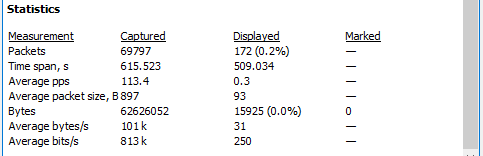 Statistics
Measurement Captured Displayed Marked
Packets 69797 172 (0.2%) —
Time span, s 615.523 509.034 —
Average pps 113.4 0.3 —
Average packet size, B 897 93 —
Bytes 62626052 15925 (0.0%) 0
Average bytes/s 101 k 31 —
Average bits/s 813 k 250 —